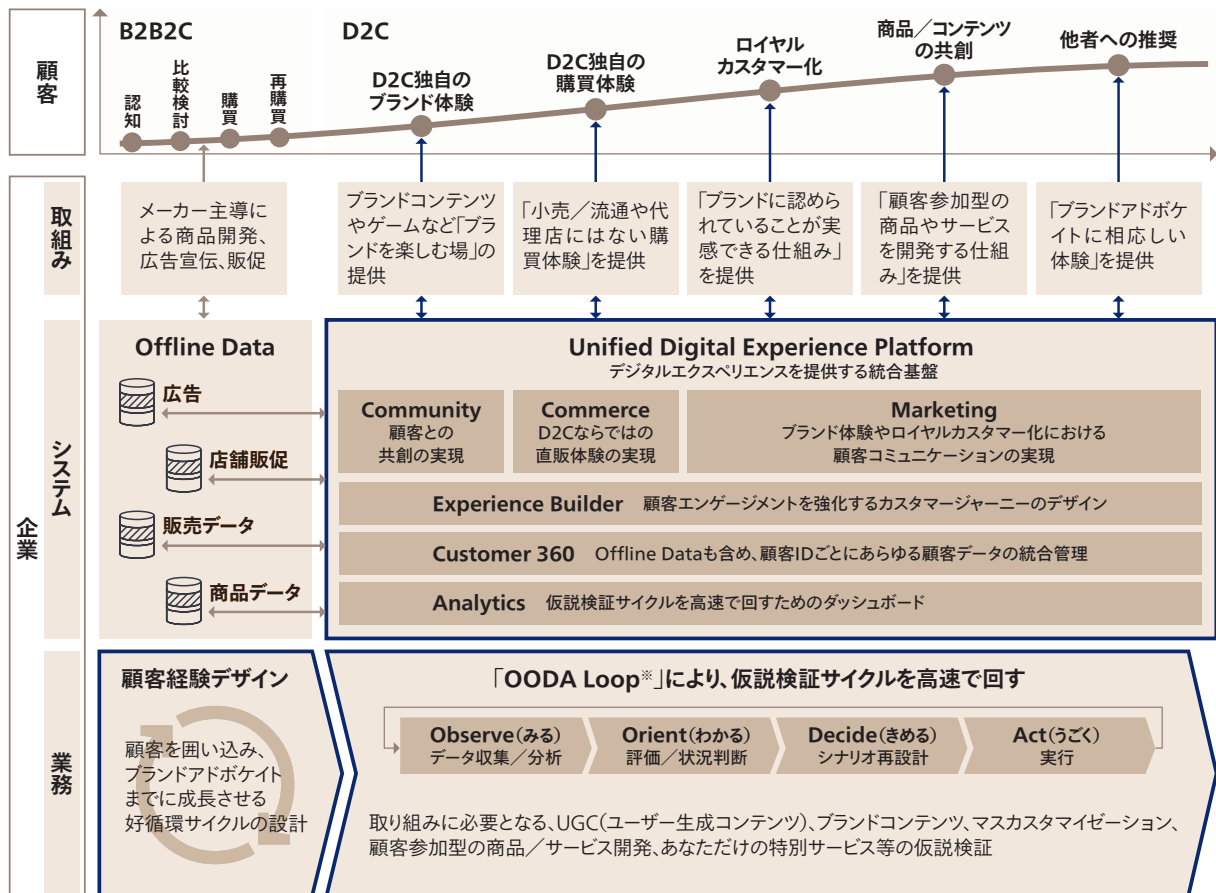 顧客
B2B2C
認知
比較検討
購買
再購買
D2C
D2C独自の
ブランド体験
D2C独自の
購買体験
ロイヤル
カスタマー化
商品／コンテンツ
の共創
他者への推奨
企業
取組み
メーカー主導に
よる商品開発、
広告宣伝、販促
ブランドコンテンツ
やゲームなど「ブラ
ンドを楽しむ場」の
提供
「小売／流通や代
理店にはない購
買体験」を提供
「ブランドに認めら
れていることが実
感できる仕組み」
を提供
「顧客参加型の
商品やサービス
を開発する仕組
み」を提供
「ブランドアドボケ
イトに相応しい
体験」を提供
システム
Offline Data
広告
店舗販促
販売データ
商品データ
Unified Digital Experience Platform
デジタルエクスペリエンスを提供する統合基盤
Community
顧客との
共創の実現
Commerce
D2Cならではの
直販体験の実現
Marketing
ブランド体験やロイヤルカスタマー化における
顧客コミュニケーションの実現
Experience Builder 顧客エンゲージメントを強化するカスタマージャーニーのデザイン
Customer 360 Offline Dataも含め、顧客IDごとにあらゆる顧客データの統合管理
Analytics 仮説検証サイクルを高速で回すためのダッシュボード
業務
顧客経験デザイン
顧客を囲い込み、
ブランドアドボケイト
までに成長させる
好循環サイクルの設計
「OODA Loop※」により、仮説検証サイクルを高速で回す
Observe（みる）
データ収集／分析
Orient（わかる）
評価／状況判断
Decide（きめる）
シナリオ再設計
Act（うごく）
実行
取り組みに必要となる、UGC（ユーザー生成コンテンツ）、ブランドコンテンツ、マスカスタマイゼーション、
顧客参加型の商品／サービス開発、あなただけの特別サービス等の仮説検証